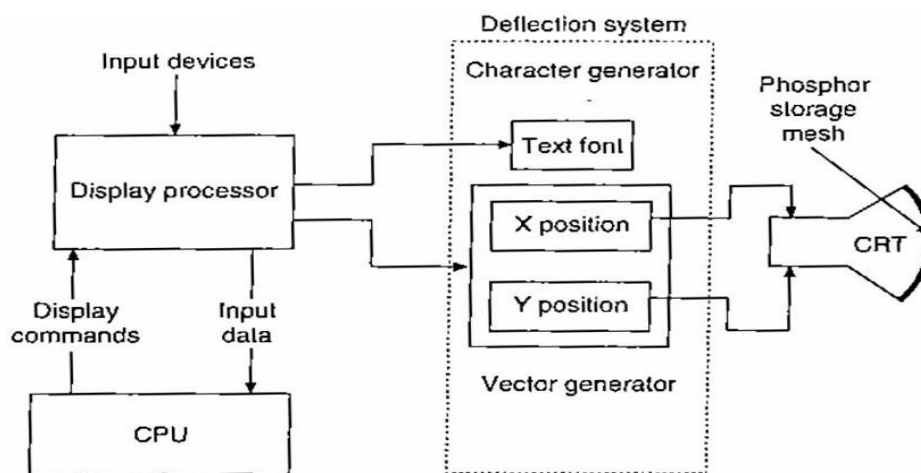 Deflection system
Input devices
Character generator
Phosphor
storage
mesh
Text font
Display processor
X position
CRT
Display
commands
Input
data
Y position
Vector generator
CPU